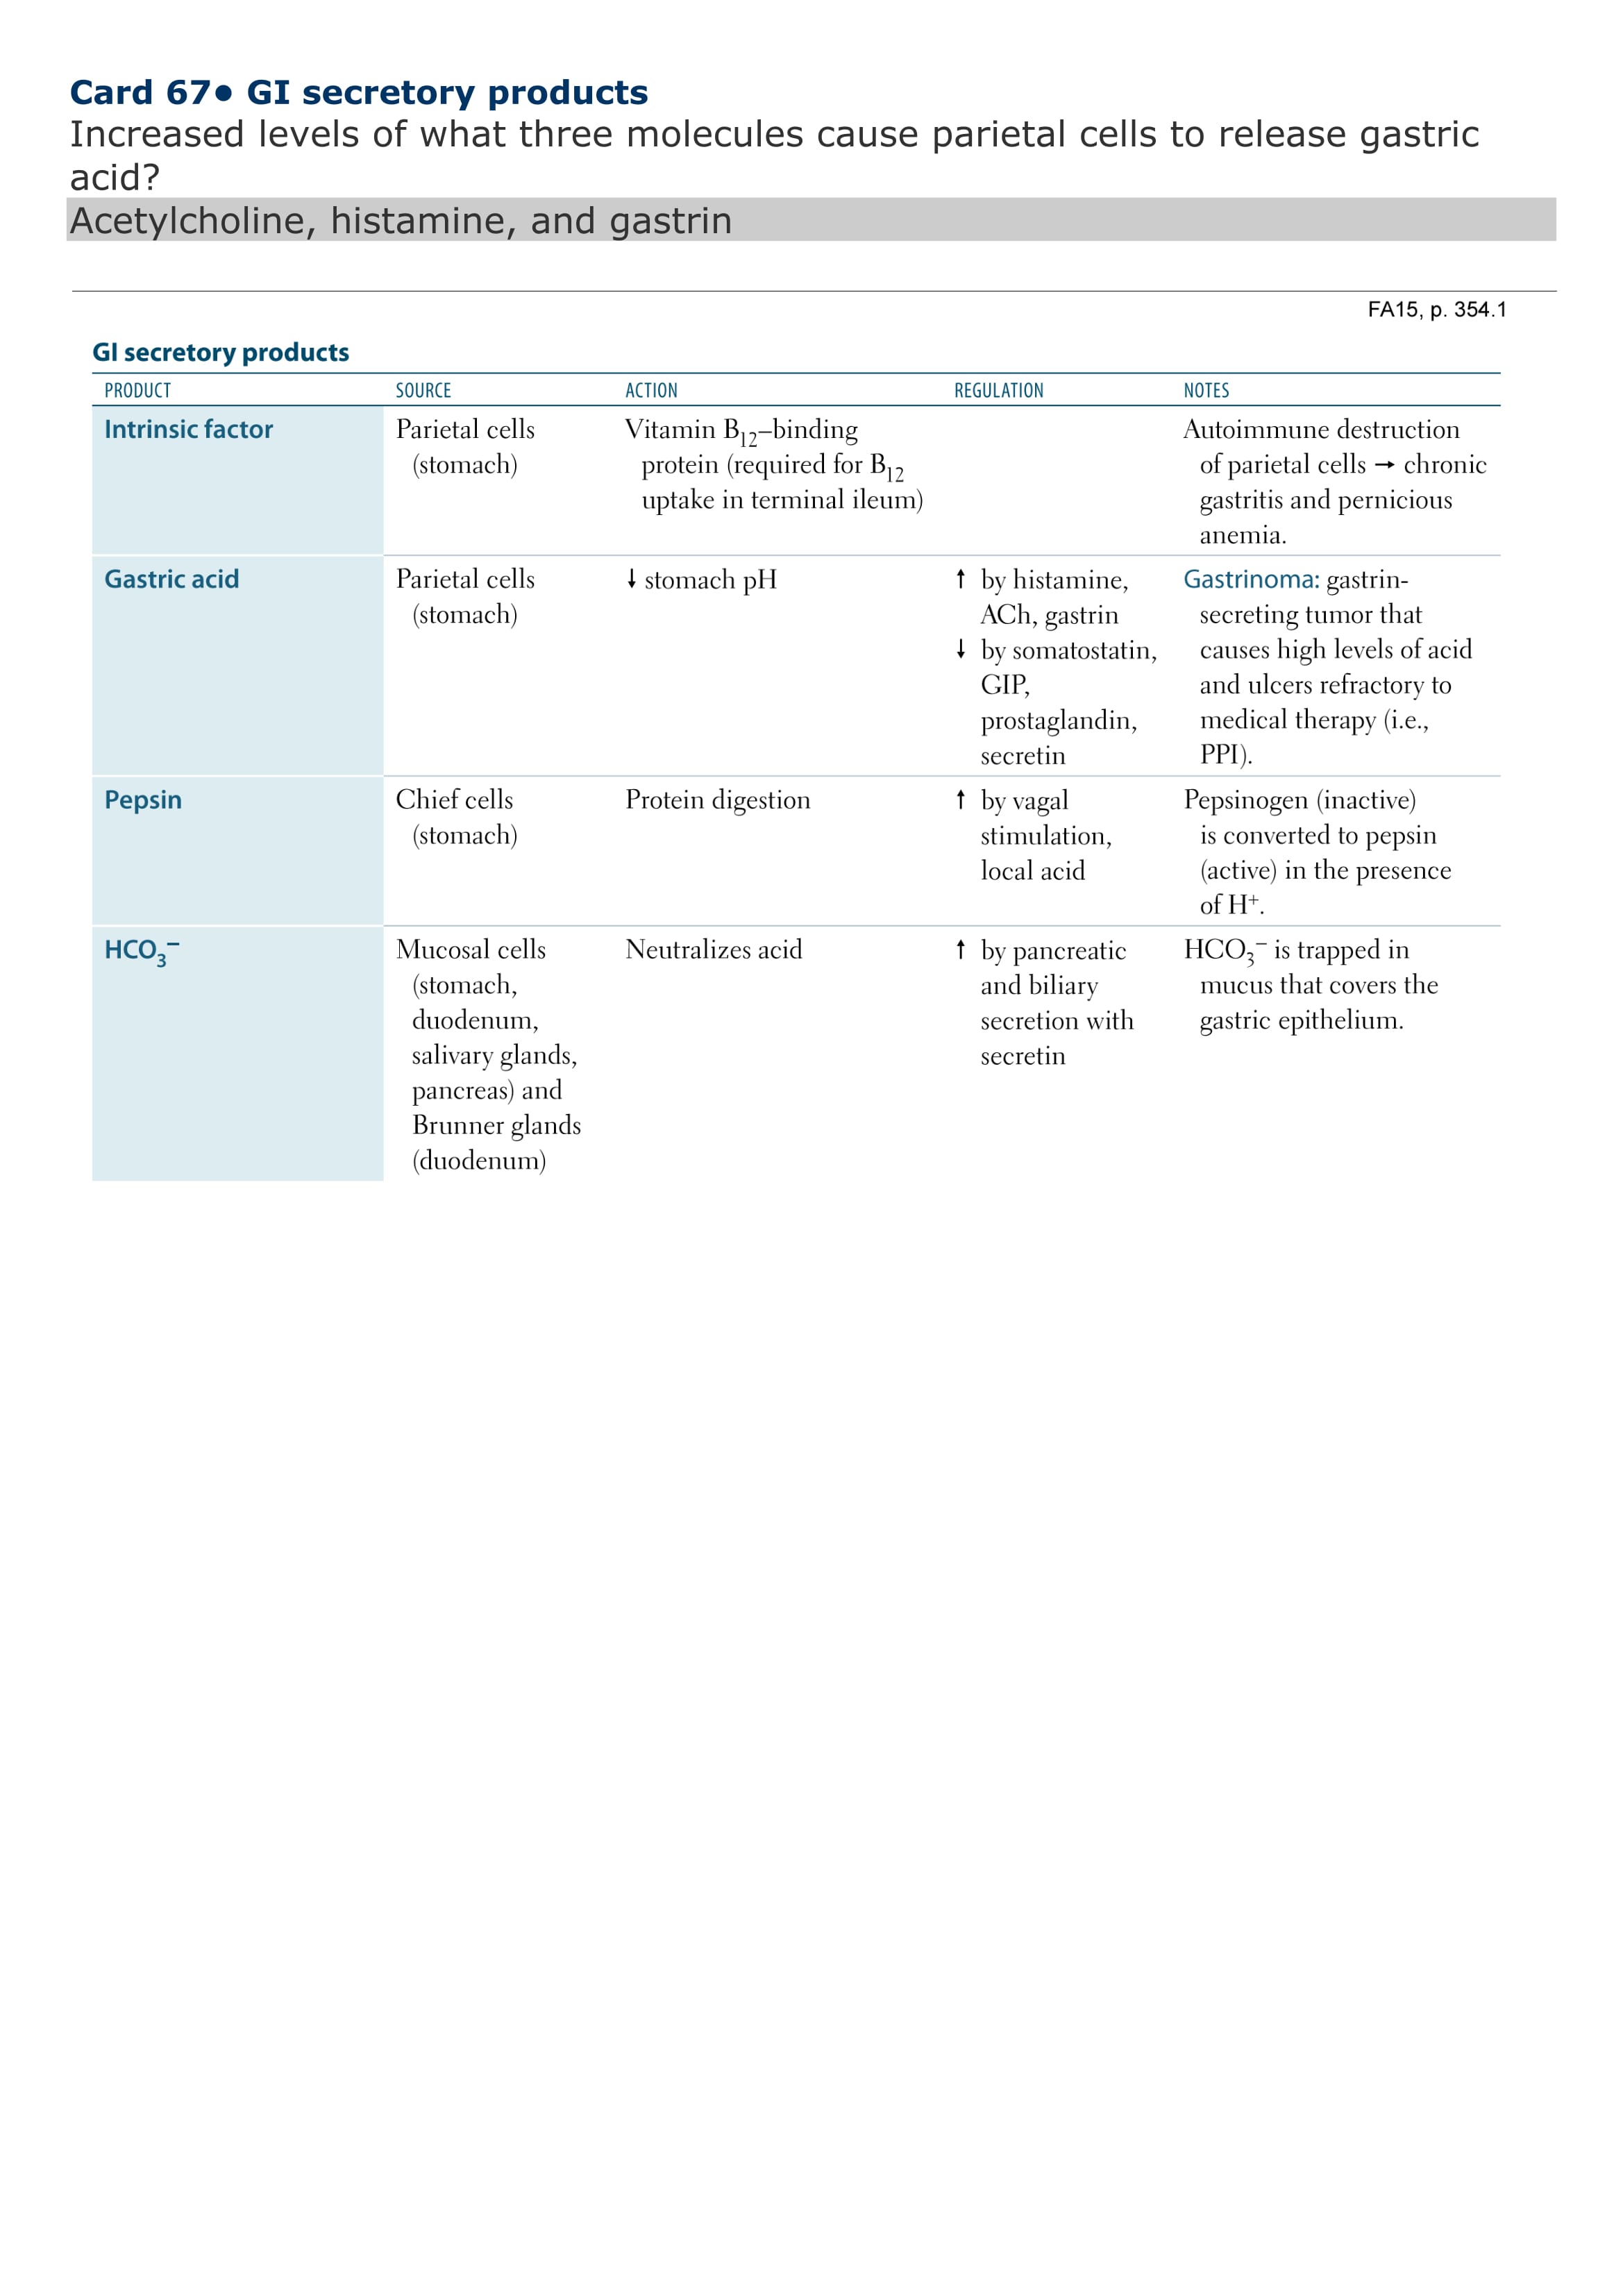 Card 67● GI secretory products
Increased levels of what three molecules cause parietal cells to release gastric
acid?
Acetylcholine, histamine, and gastrin
FA15, p. 354.1
GI secretory products
PRODUCT SOURCE ACTION REGULATION NOTES
Intrinsic factor Parietal cells Vitamin B12–binding Autoimmune destruction
(stomach) protein (required for B12 of parietal cells → chronic
uptake in terminal ileum) gastritis and pernicious
anemia.
Gastric acid Parietal cells ↓ stomach pH ↑ by histamine, Gastrinoma: gastrin-
(stomach) ACh, gastrin secreting tumor that
↓ by somatostatin, causes high levels of acid
GIP, and ulcers refractory to
prostaglandin, medical therapy (i.e.,
secretin PPI).
Pepsin Chief cells Protein digestion ↑ by vagal Pepsinogen (inactive)
(stomach) stimulation, is converted to pepsin
local acid (active) in the presence
of H⁺.
HCO₃⁻ Mucosal cells Neutralizes acid ↑ by pancreatic HCO₃⁻ is trapped in
(stomach, and biliary mucus that covers the
duodenum, secretion with gastric epithelium.
salivary glands, secretin
pancreas) and
Brunner glands
(duodenum)